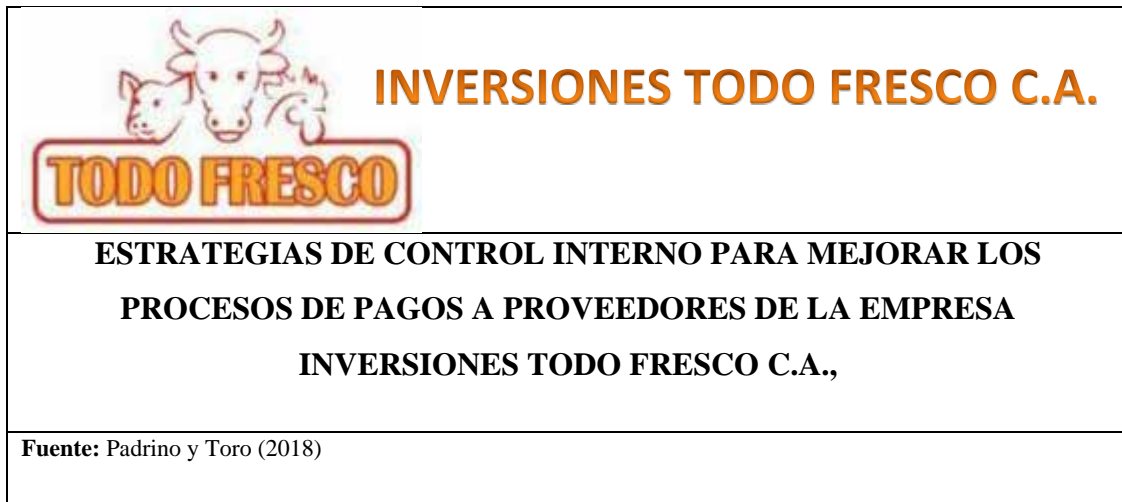 TODO FRESCO
INVERSIONES TODO FRESCO C.A.
ESTRATEGIAS DE CONTROL INTERNO PARA MEJORAR LOS
PROCESOS DE PAGOS A PROVEEDORES DE LA EMPRESA
INVERSIONES TODO FRESCO C.A.,
Fuente: Padrino y Toro (2018)